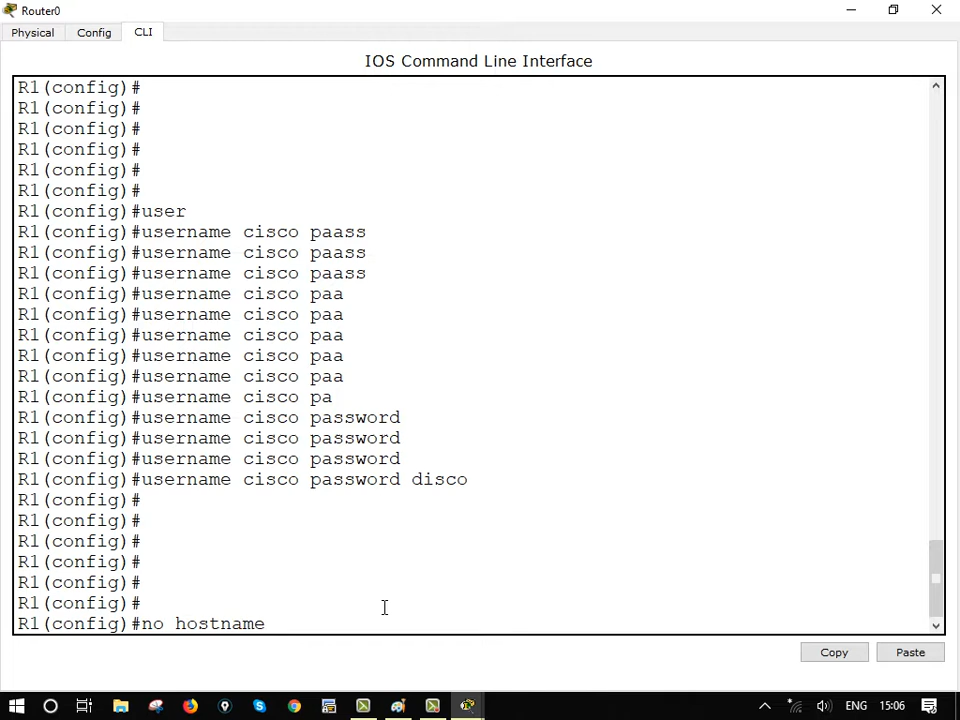 Router0
Physical Config CLI
IOS Command Line Interface
R1(config)#
R1(config)#
R1(config)#
R1(config)#
R1(config)#
R1(config)#
R1(config)#user
R1(config)#username cisco paass
R1(config)#username cisco paass
R1(config)#username cisco paass
R1(config)#username cisco paa
R1(config)#username cisco paa
R1(config)#username cisco paa
R1(config)#username cisco paa
R1(config)#username cisco paa
R1(config)#username cisco pa
R1(config)#username cisco password
R1(config)#username cisco password
R1(config)#username cisco password
R1(config)#username cisco password disco
R1(config)#
R1(config)#
R1(config)#
R1(config)#
R1(config)#
R1(config)#
R1(config)#no hostname
Copy Paste
ENG 15:06